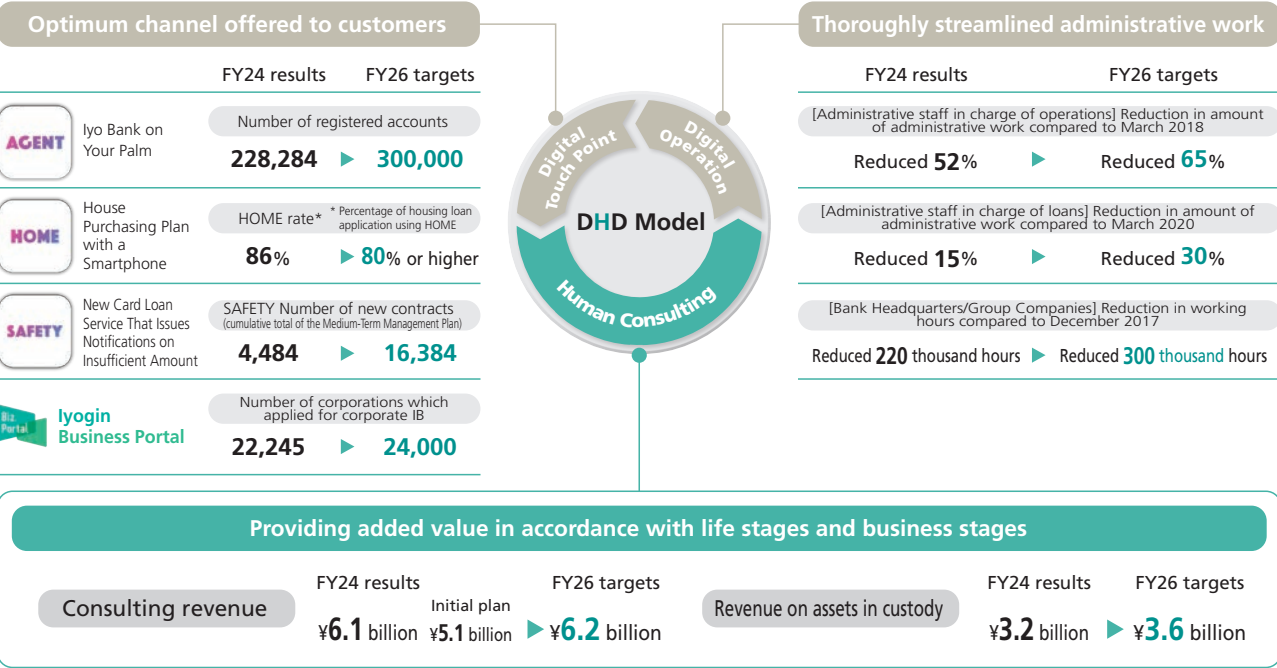 Optimum channel offered to customers
FY24 results FY26 targets
AGENT
Iyo Bank on
Your Palm
Number of registered accounts
228,284 ▶ 300,000
HOME
House
Purchasing Plan
with a
Smartphone
HOME rate*
* Percentage of housing loan
application using HOME
86% ▶ 80% or higher
SAFETY
New Card Loan
Service That Issues
Notifications on
Insufficient Amount
SAFETY Number of new contracts
(cumulative total of the Medium-Term Management Plan)
4,484 ▶ 16,384
Biz
Portal
Iyogin
Business Portal
Number of corporations which
applied for corporate IB
22,245 ▶ 24,000
Digital
Touch Point
Digital
Operation
DHD Model
Human Consulting
Thoroughly streamlined administrative work
FY24 results FY26 targets
[Administrative staff in charge of operations] Reduction in amount
of administrative work compared to March 2018
Reduced 52% ▶ Reduced 65%
[Administrative staff in charge of loans] Reduction in amount of
administrative work compared to March 2020
Reduced 15% ▶ Reduced 30%
[Bank Headquarters/Group Companies] Reduction in working
hours compared to December 2017
Reduced 220 thousand hours ▶ Reduced 300 thousand hours
Providing added value in accordance with life stages and business stages
Consulting revenue
FY24 results FY26 targets
Initial plan
¥6.1 billion ¥5.1 billion ▶ ¥6.2 billion
Revenue on assets in custody
FY24 results FY26 targets
¥3.2 billion ▶ ¥3.6 billion